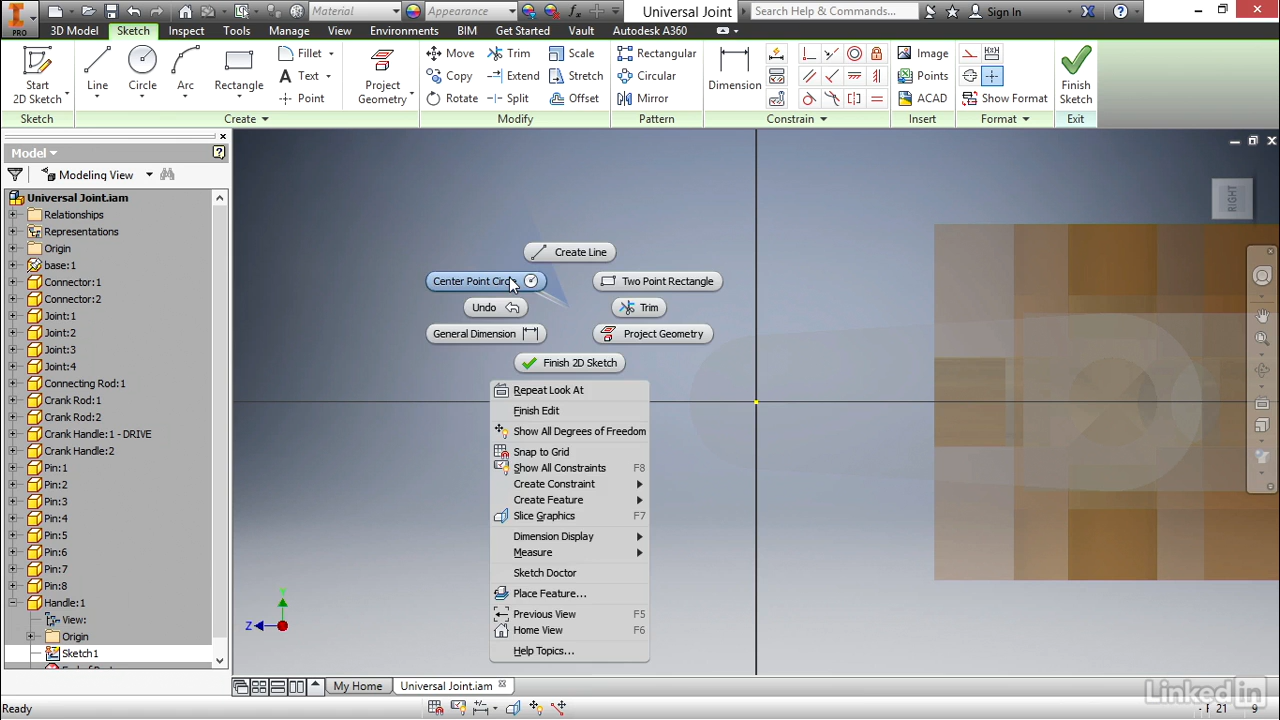 Material
Appearance
Universal Joint
Search Help & Commands...
Sign In
PRO
3D Model
Sketch
Inspect
Tools
Manage
View
Environments
BIM
Get Started
Vault
Autodesk A360
Start
2D Sketch
Line
Circle
Arc
Rectangle
Fillet
Text
Point
Project
Geometry
Move
Copy
Rotate
Trim
Extend
Split
Scale
Stretch
Offset
Rectangular
Circular
Mirror
Dimension
Image
Points
ACAD
Show Format
Finish
Sketch
Sketch
Create
Modify
Pattern
Constrain
Insert
Format
Exit
Model
Modeling View
Universal Joint.iam
Relationships
Representations
Origin
base:1
Connector:1
Connector:2
Joint:1
Joint:2
Joint:3
Joint:4
Connecting Rod:1
Crank Rod:1
Crank Rod:2
Crank Handle:1 - DRIVE
Crank Handle:2
Pin:1
Pin:2
Pin:3
Pin:4
Pin:5
Pin:6
Pin:7
Pin:8
Handle:1
View:
Origin
Sketch1
Create Line
Center Point Circ
Two Point Rectangle
Undo
Trim
General Dimension
Project Geometry
Finish 2D Sketch
Repeat Look At
Finish Edit
Show All Degrees of Freedom
Snap to Grid
Show All Constraints F8
Create Constraint
Create Feature
Slice Graphics F7
Dimension Display
Measure
Sketch Doctor
Place Feature...
Previous View F5
Home View F6
Help Topics...
RIGHT
Y
Z
My Home
Universal Joint.iam
Linked in
Ready
21
9